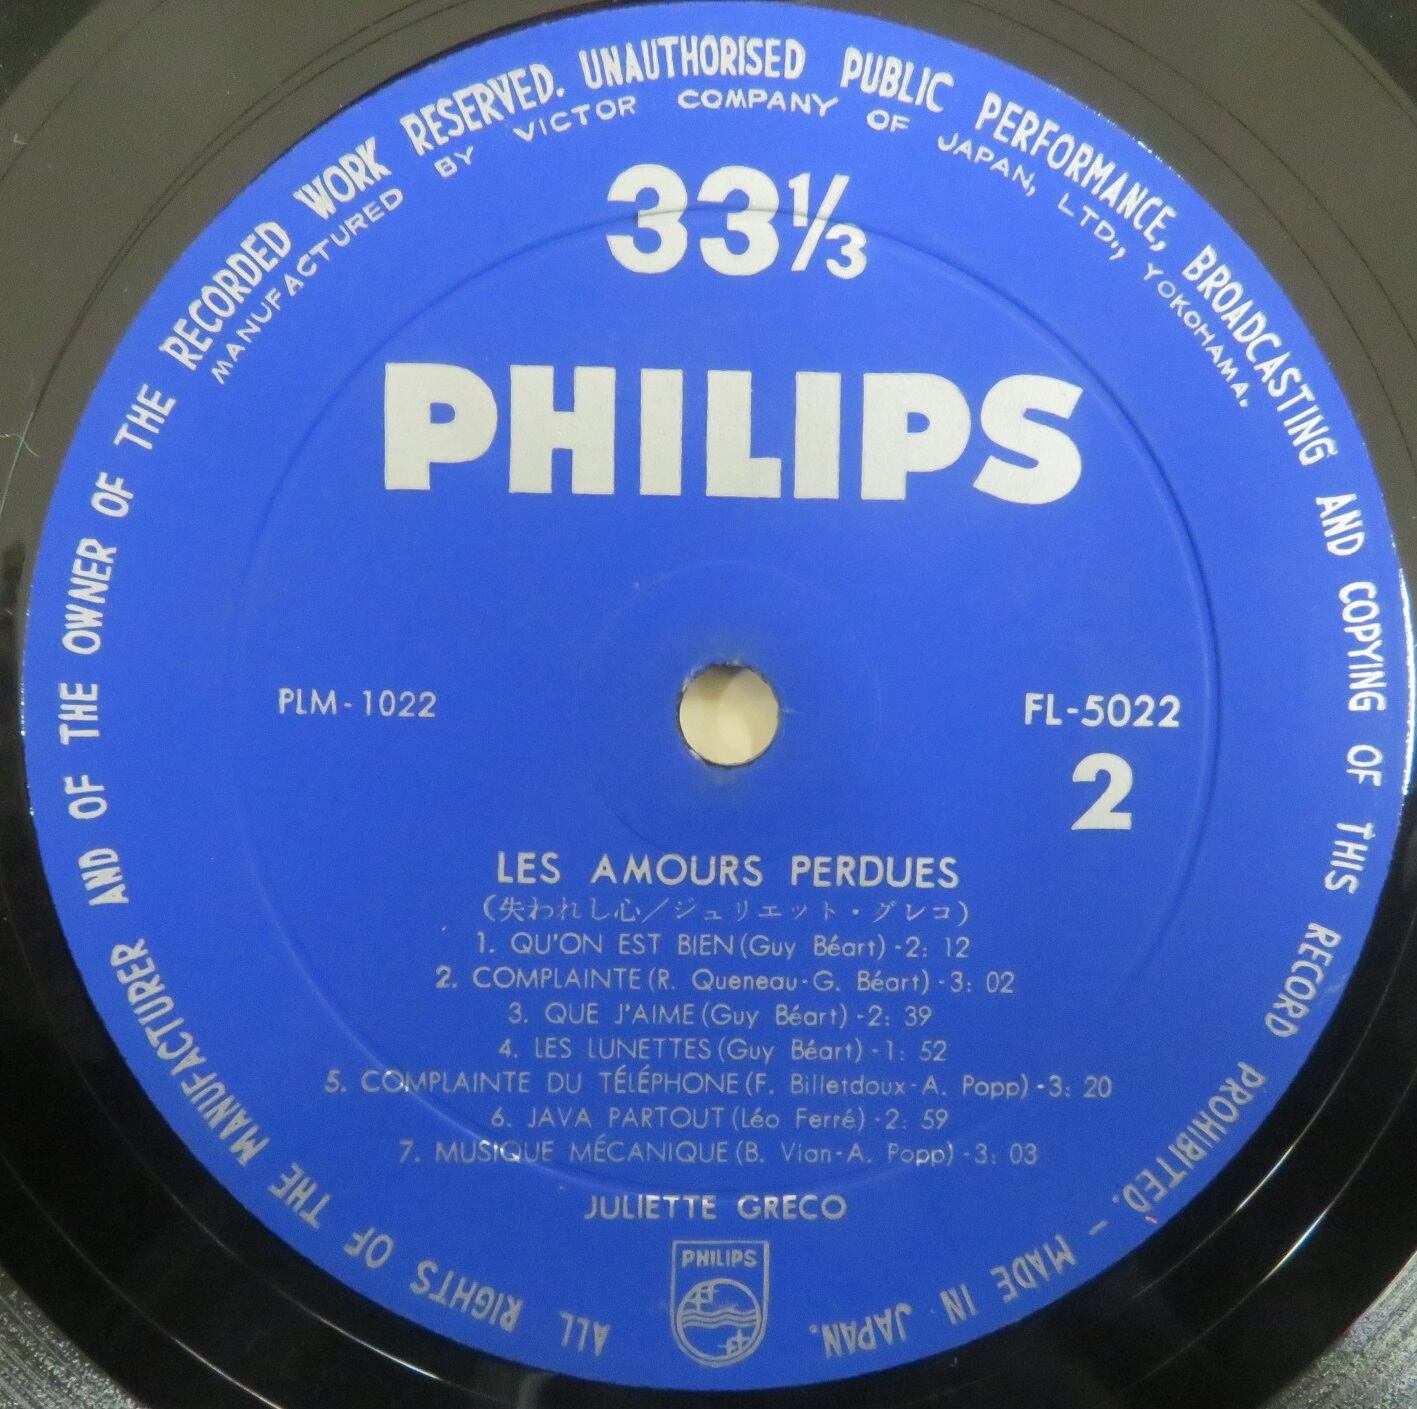 ALL RIGHTS OF THE MANUFACTURER AND OF THE OWNER OF THE RECORDED WORK RESERVED. UNAUTHORISED PUBLIC PERFORMANCE, BROADCASTING AND COPYING OF THIS RECORD PROHIBITED. - MADE IN JAPAN.
MANUFACTURED BY VICTOR COMPANY OF JAPAN, LTD., YOKOHAMA.
33⅓
PHILIPS
PLM-1022
FL-5022
2
LES AMOURS PERDUES
(失われし心/ジュリエット・グレコ)
1. QU'ON EST BIEN (Guy Béart) - 2: 12
2. COMPLAINTE (R. Queneau-G. Béart) - 3: 02
3. QUE J'AIME (Guy Béart) - 2: 39
4. LES LUNETTES (Guy Béart) - 1: 52
5. COMPLAINTE DU TÉLÉPHONE (F. Billetdoux-A. Popp) - 3: 20
6. JAVA PARTOUT (Léo Ferré) - 2: 59
7. MUSIQUE MÉCANIQUE (B. Vian-A. Popp) - 3: 03
JULIETTE GRECO
PHILIPS